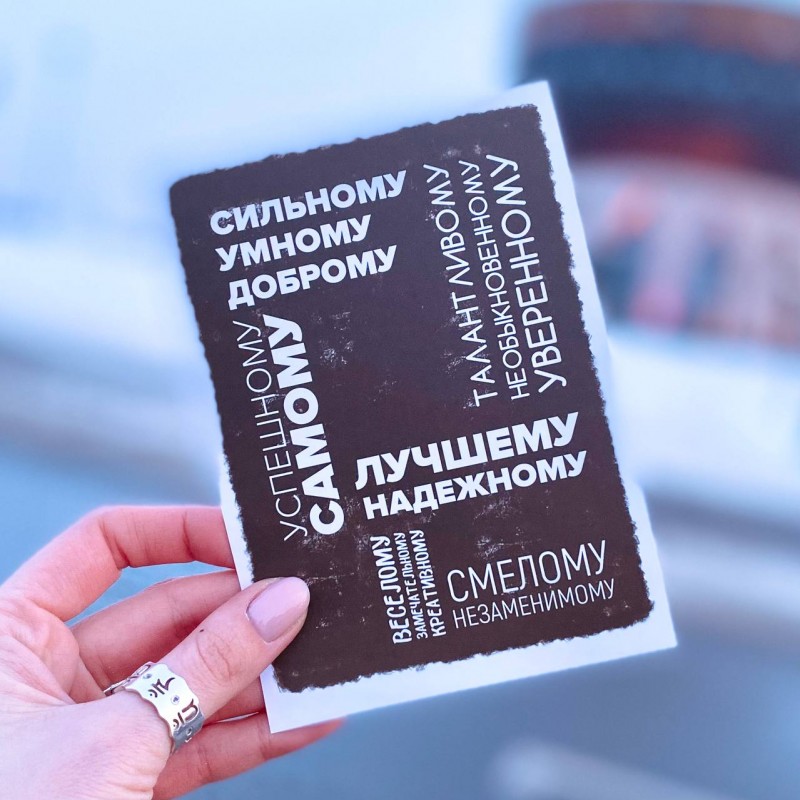 СИЛЬНОМУ
УМНОМУ
ДОБРОМУ
ТАЛАНТЛИВОМУ
НЕОБЫКНОВЕННОМУ
УВЕРЕННОМУ
УСПЕШНОМУ
САМОМУ
ЛУЧШЕМУ
НАДЕЖНОМУ
ВЕСЕЛОМУ
ЗАМЕЧАТЕЛЬНОМУ
КРЕАТИВНОМУ
СМЕЛОМУ
НЕЗАМЕНИМОМУ